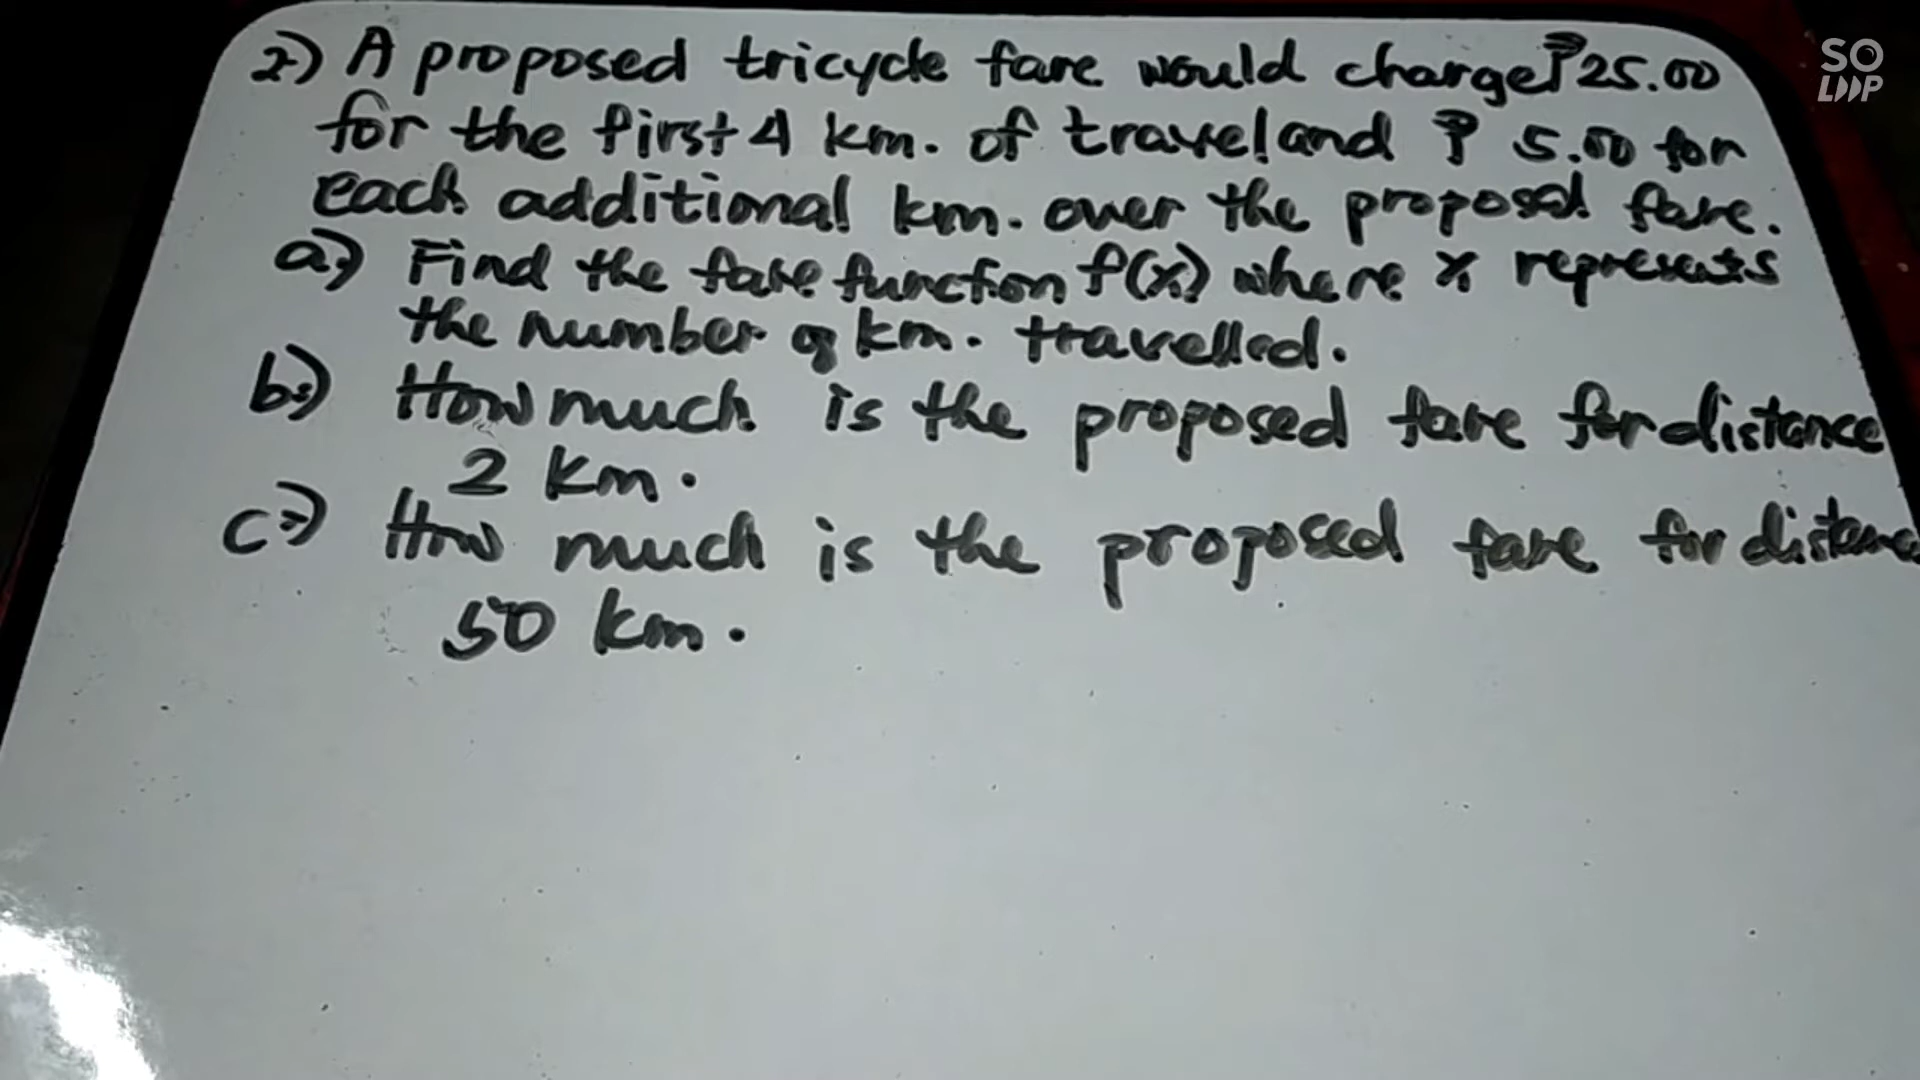 2.) A proposed tricycle fare would charge ₱25.00
for the first 4 km. of travel and ₱ 5.00 for
each additional km. over the proposed fare.
a.) Find the fare function f(x) where x represents
the number of km. travelled.
b.) How much is the proposed fare for distance
2 km.
c.) How much is the proposed fare for distance
50 km.
SO
LOOP